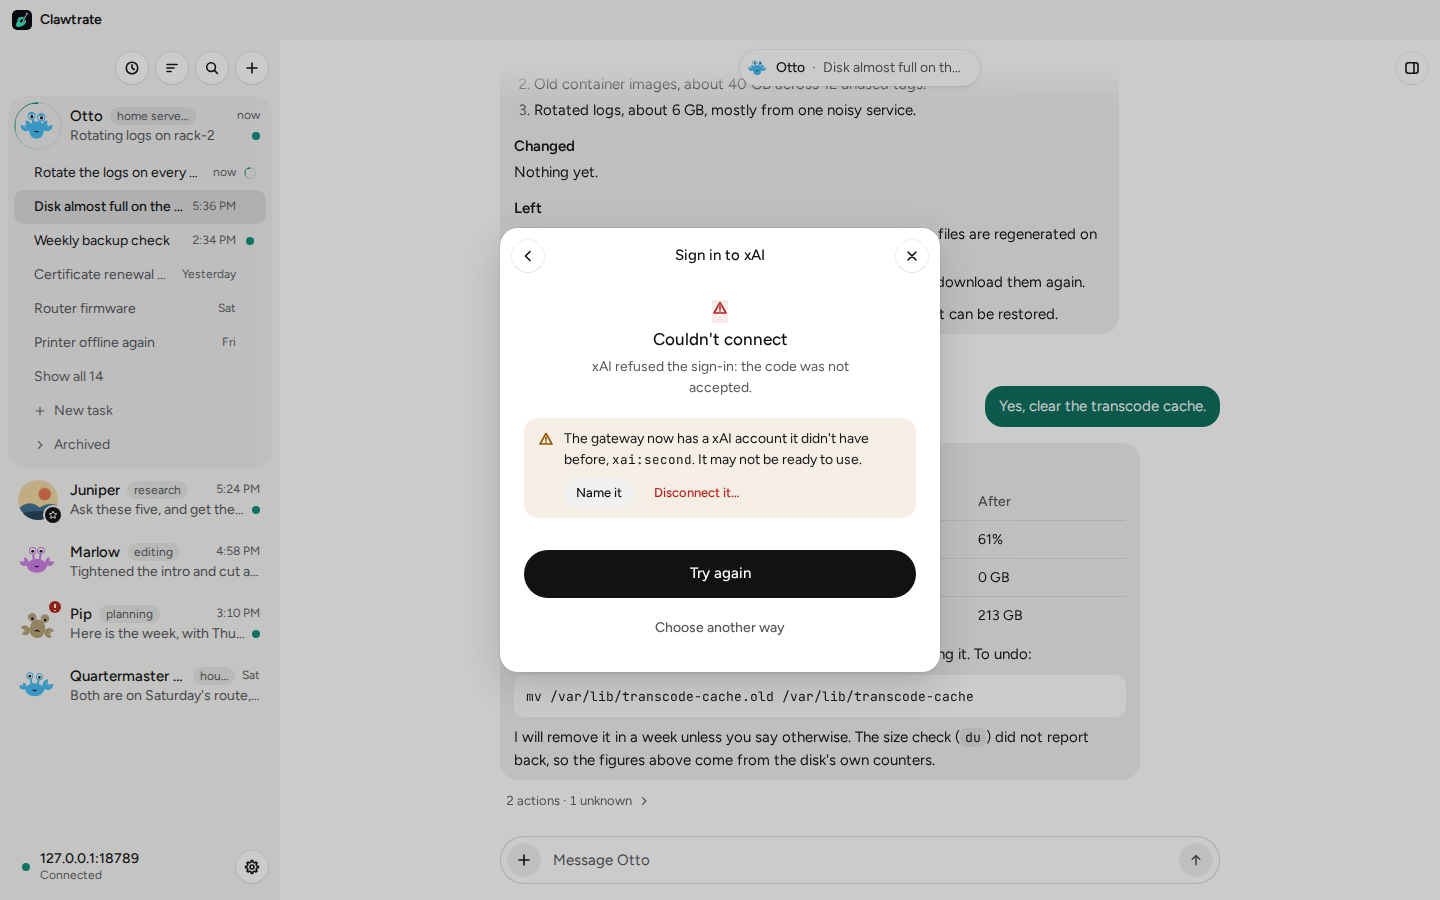 Clawtrate
Otto home serve... now
Rotating logs on rack-2
Rotate the logs on every ... now
Disk almost full on the ... 5:36 PM
Weekly backup check 2:34 PM
Certificate renewal ... Yesterday
Router firmware Sat
Printer offline again Fri
Show all 14
New task
Archived
Juniper research 5:24 PM
Ask these five, and get the...
Marlow editing 4:58 PM
Tightened the intro and cut a...
Pip planning 3:10 PM
Here is the week, with Thu...
Quartermaster ... hou... Sat
Both are on Saturday's route,...
127.0.0.1:18789
Connected
Otto · Disk almost full on th...
2. Old container images, about 40 GB across 12 unused tags.
3. Rotated logs, about 6 GB, mostly from one noisy service.
Changed
Nothing yet.
Left
files are regenerated on
download them again.
t can be restored.
Yes, clear the transcode cache.
After
61%
0 GB
213 GB
ng it. To undo:
mv /var/lib/transcode-cache.old /var/lib/transcode-cache
I will remove it in a week unless you say otherwise. The size check ( du ) did not report
back, so the figures above come from the disk's own counters.
2 actions · 1 unknown
Message Otto
Sign in to xAI
Couldn't connect
xAI refused the sign-in: the code was not
accepted.
The gateway now has a xAI account it didn't have
before, xai:second. It may not be ready to use.
Name it Disconnect it...
Try again
Choose another way